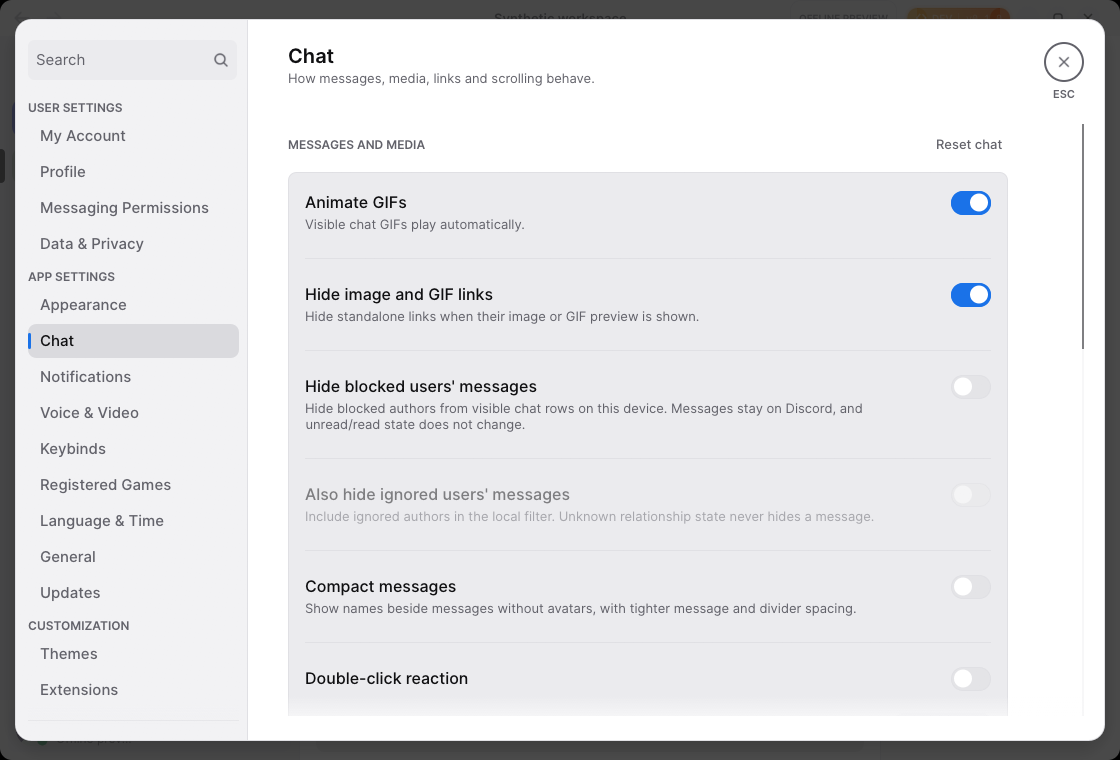 Synthetic workspace
OFFLINE PREVIEW
Search
USER SETTINGS
My Account
Profile
Messaging Permissions
Data & Privacy
APP SETTINGS
Appearance
Chat
Notifications
Voice & Video
Keybinds
Registered Games
Language & Time
General
Updates
CUSTOMIZATION
Themes
Extensions
Chat
How messages, media, links and scrolling behave.
ESC
MESSAGES AND MEDIA
Reset chat
Animate GIFs
Visible chat GIFs play automatically.
Hide image and GIF links
Hide standalone links when their image or GIF preview is shown.
Hide blocked users' messages
Hide blocked authors from visible chat rows on this device. Messages stay on Discord, and
unread/read state does not change.
Also hide ignored users' messages
Include ignored authors in the local filter. Unknown relationship state never hides a message.
Compact messages
Show names beside messages without avatars, with tighter message and divider spacing.
Double-click reaction